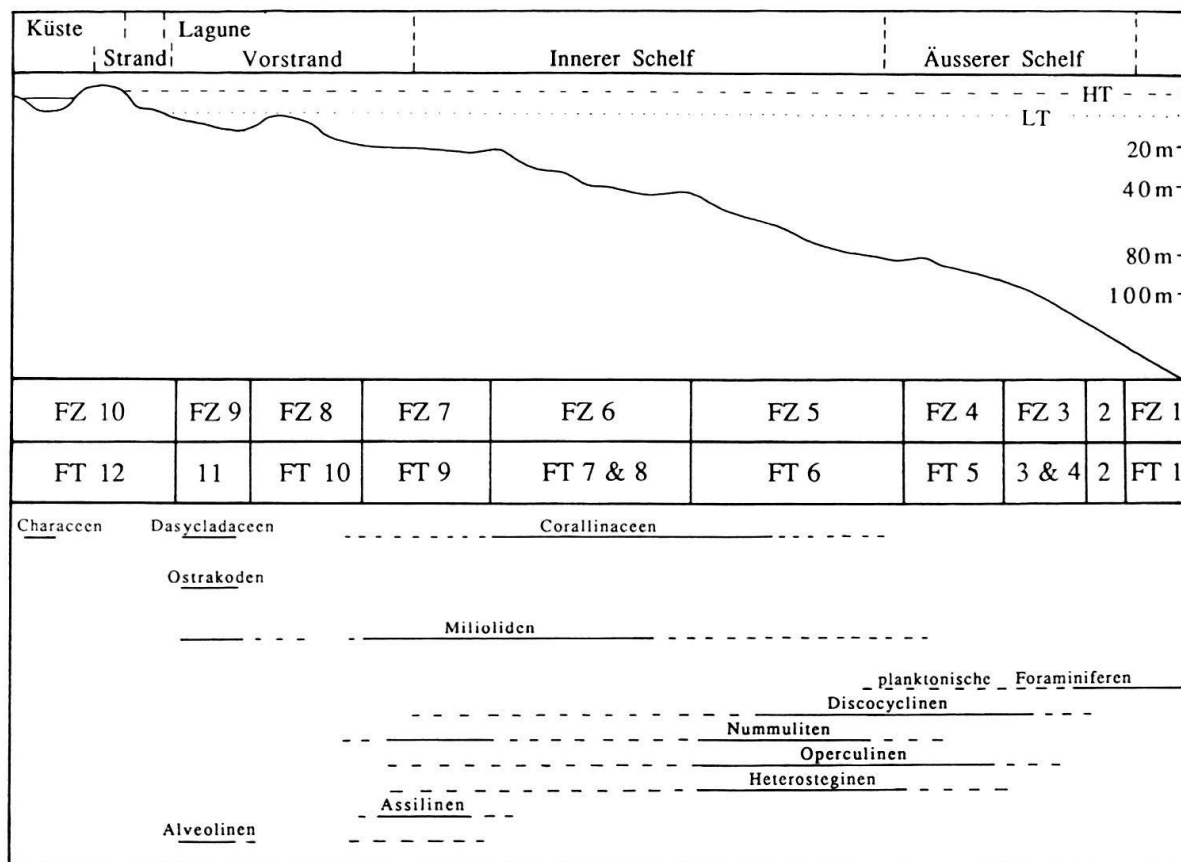 Küste Lagune
Strand Vorstrand Innerer Schelf Äusserer Schelf
HT
LT
20 m
40 m
80 m
100 m
FZ 10 FZ 9 FZ 8 FZ 7 FZ 6 FZ 5 FZ 4 FZ 3 2 FZ 1
FT 12 11 FT 10 FT 9 FT 7 & 8 FT 6 FT 5 3 & 4 2 FT 1
Characeen Dasycladaceen Corallinaceen
Ostrakoden
Milioliden
planktonische Foraminiferen
Discocyclinen
Nummuliten
Operculinen
Heterosteginen
Assilinen
Alveolinen